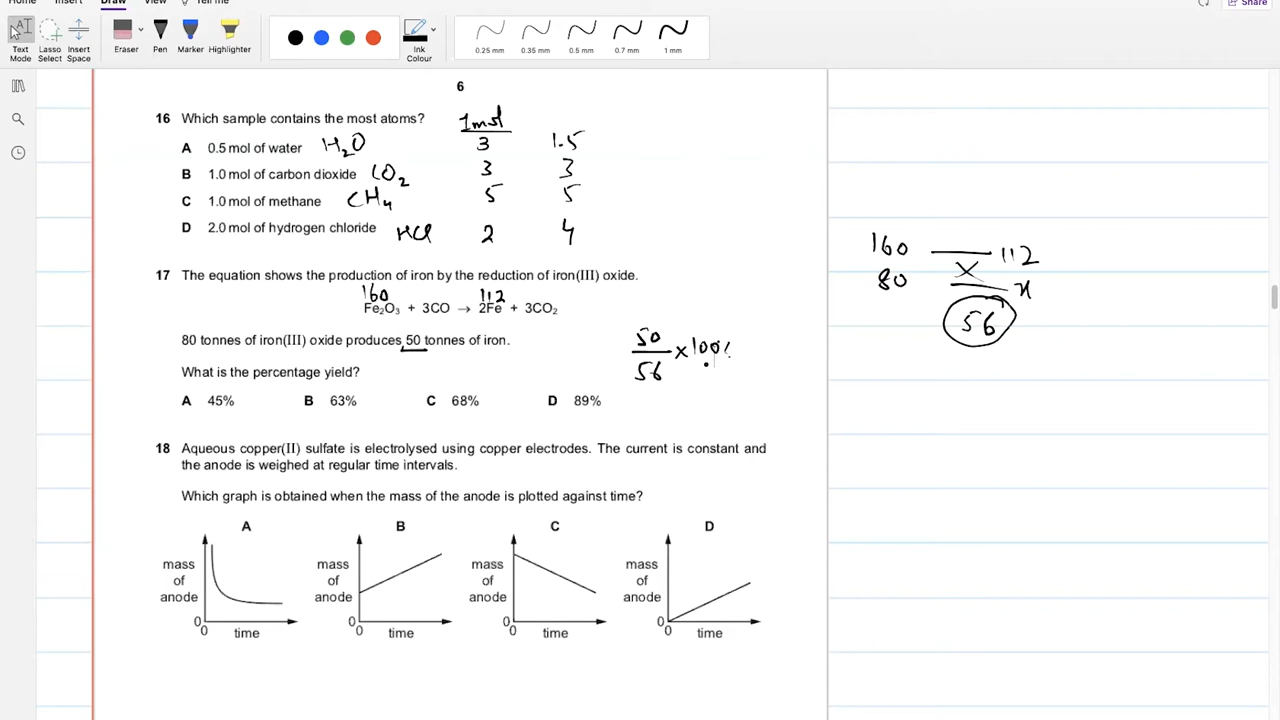 Home Insert Draw View Tell me
Share
Text Mode
Lasso Select
Insert Space
Eraser
Pen
Marker
Highlighter
Ink Colour
0.25 mm 0.35 mm 0.5 mm 0.7 mm 1 mm
6
16 Which sample contains the most atoms? 1mol
A 0.5 mol of water H₂O 3 1.5
B 1.0 mol of carbon dioxide CO₂ 3 3
C 1.0 mol of methane CH₄ 5 5
D 2.0 mol of hydrogen chloride HCl 2 4
17 The equation shows the production of iron by the reduction of iron(III) oxide.
160 112
Fe₂O₃ + 3CO → 2Fe + 3CO₂
80 tonnes of iron(III) oxide produces 50 tonnes of iron.
50/56 × 100%
What is the percentage yield?
A 45% B 63% C 68% D 89%
160 112
80 x
56
18 Aqueous copper(II) sulfate is electrolysed using copper electrodes. The current is constant and
the anode is weighed at regular time intervals.
Which graph is obtained when the mass of the anode is plotted against time?
A B C D
mass of anode 0 0 time
mass of anode 0 0 time
mass of anode 0 0 time
mass of anode 0 0 time